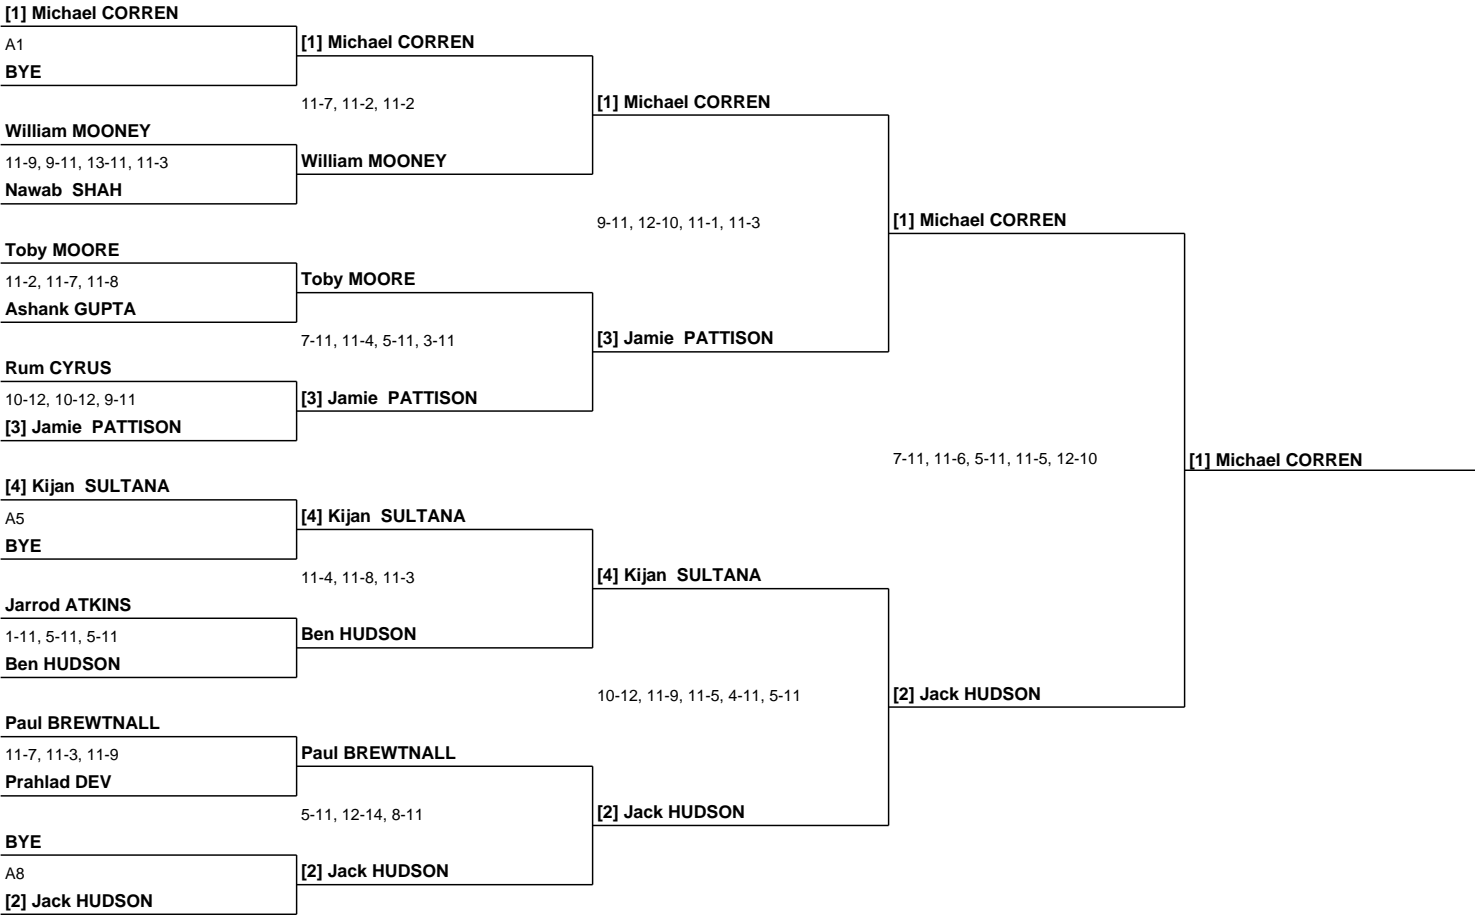 [1] Michael CORREN
A1
BYE
William MOONEY
11-9, 9-11, 13-11, 11-3
Nawab  SHAH
Toby MOORE
11-2, 11-7, 11-8
Ashank GUPTA
Rum CYRUS
10-12, 10-12, 9-11
[3] Jamie  PATTISON
[4] Kijan  SULTANA
A5
BYE
Jarrod ATKINS
1-11, 5-11, 5-11
Ben HUDSON
Paul BREWTNALL
11-7, 11-3, 11-9
Prahlad DEV
BYE
A8
[2] Jack HUDSON
[1] Michael CORREN
11-7, 11-2, 11-2
William MOONEY
Toby MOORE
7-11, 11-4, 5-11, 3-11
[3] Jamie  PATTISON
[4] Kijan  SULTANA
11-4, 11-8, 11-3
Ben HUDSON
Paul BREWTNALL
5-11, 12-14, 8-11
[2] Jack HUDSON
[1] Michael CORREN
9-11, 12-10, 11-1, 11-3
[3] Jamie  PATTISON
[4] Kijan  SULTANA
10-12, 11-9, 11-5, 4-11, 5-11
[2] Jack HUDSON
[1] Michael CORREN
7-11, 11-6, 5-11, 11-5, 12-10
[2] Jack HUDSON
[1] Michael CORREN